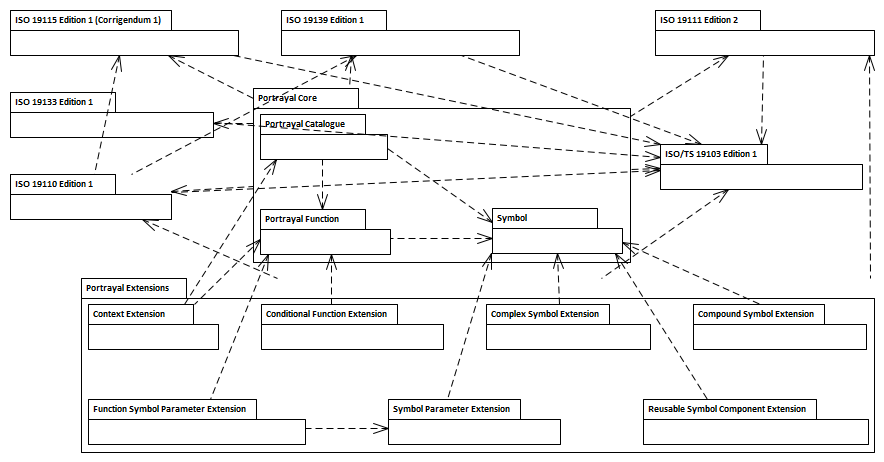 ISO 19115 Edition 1 (Corrigendum 1)
ISO 19139 Edition 1
ISO 19111 Edition 2
ISO 19133 Edition 1
Portrayal Core
Portrayal Catalogue
ISO/TS 19103 Edition 1
ISO 19110 Edition 1
Portrayal Function
Symbol
Portrayal Extensions
Context Extension
Conditional Function Extension
Complex Symbol Extension
Compound Symbol Extension
Function Symbol Parameter Extension
Symbol Parameter Extension
Reusable Symbol Component Extension